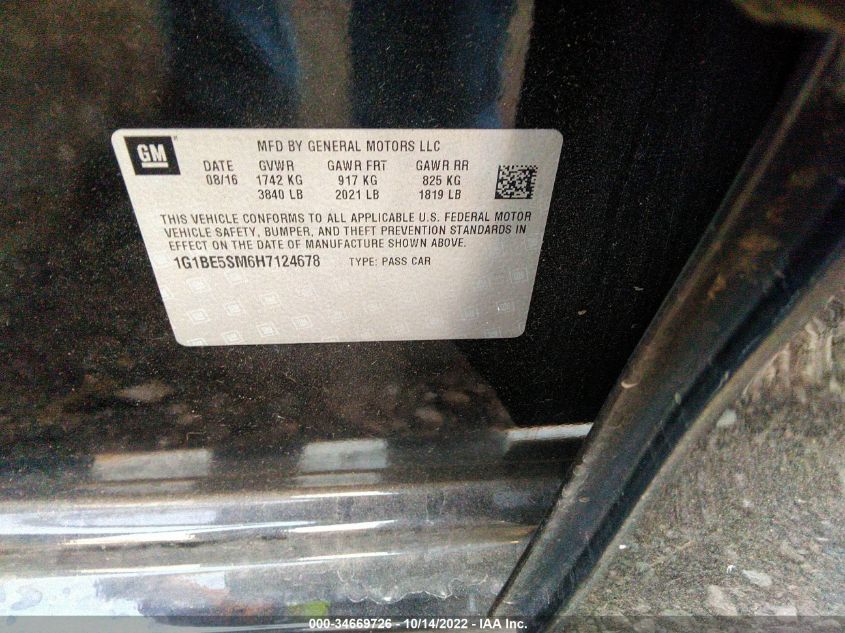 GM
MFD BY GENERAL MOTORS LLC
DATE GVWR GAWR FRT GAWR RR
08/16 1742 KG 917 KG 825 KG
3840 LB 2021 LB 1819 LB
THIS VEHICLE CONFORMS TO ALL APPLICABLE U.S. FEDERAL MOTOR
VEHICLE SAFETY, BUMPER, AND THEFT PREVENTION STANDARDS IN
EFFECT ON THE DATE OF MANUFACTURE SHOWN ABOVE.
1G1BE5SM6H7124678 TYPE: PASS CAR
000-34669726 - 10/14/2022 - IAA Inc.